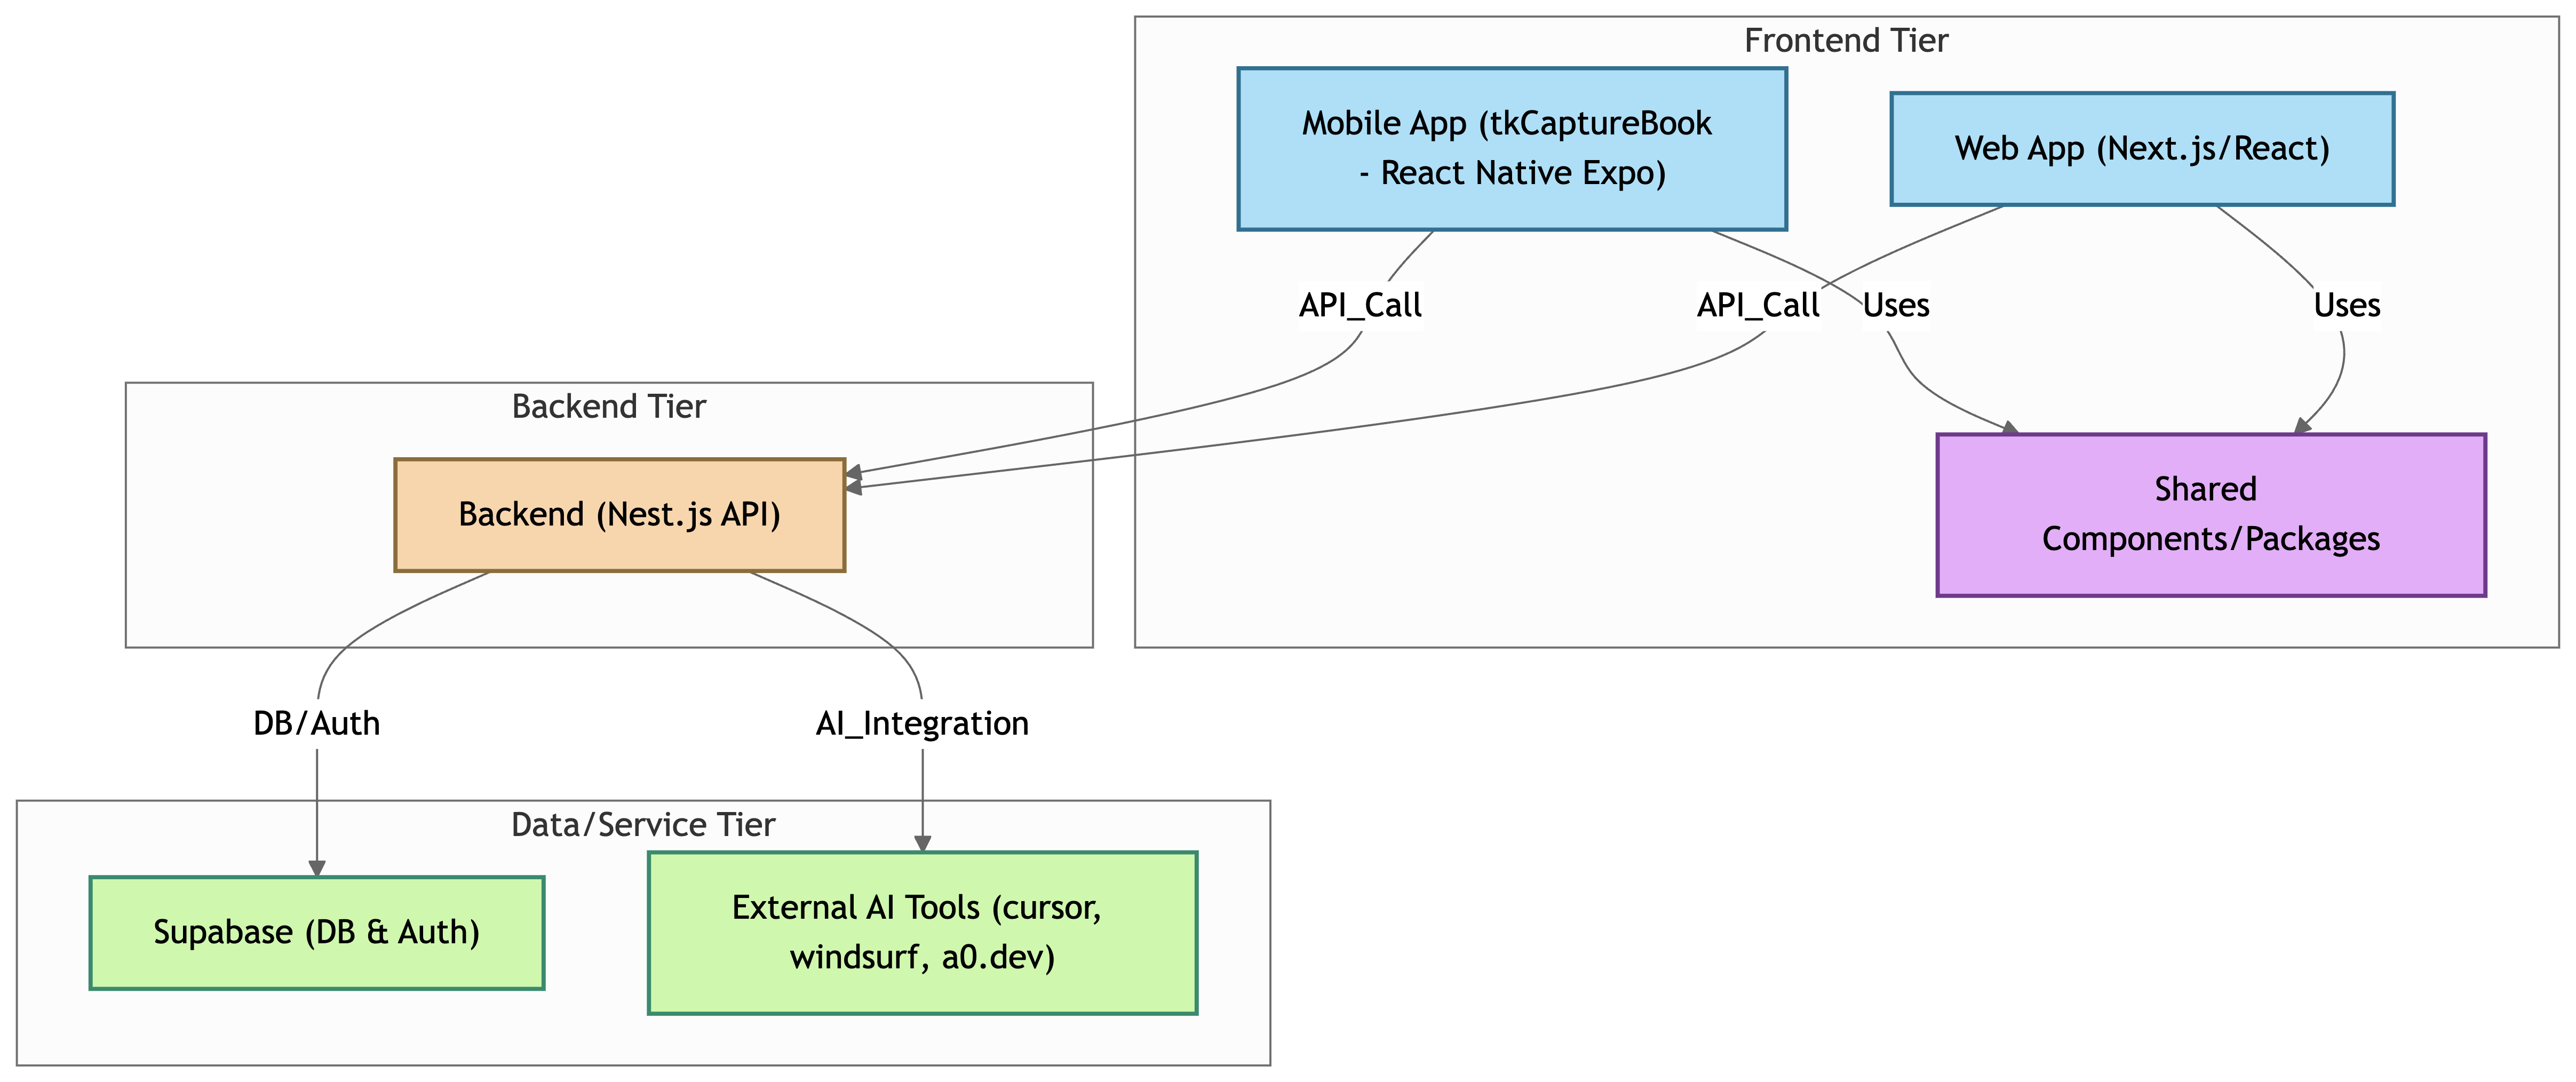 Frontend Tier
Mobile App (tkCaptureBook
- React Native Expo)
Web App (Next.js/React)
API_Call
API_Call
Uses
Uses
Backend Tier
Backend (Nest.js API)
Shared
Components/Packages
DB/Auth
AI_Integration
Data/Service Tier
Supabase (DB & Auth)
External AI Tools (cursor,
windsurf, a0.dev)